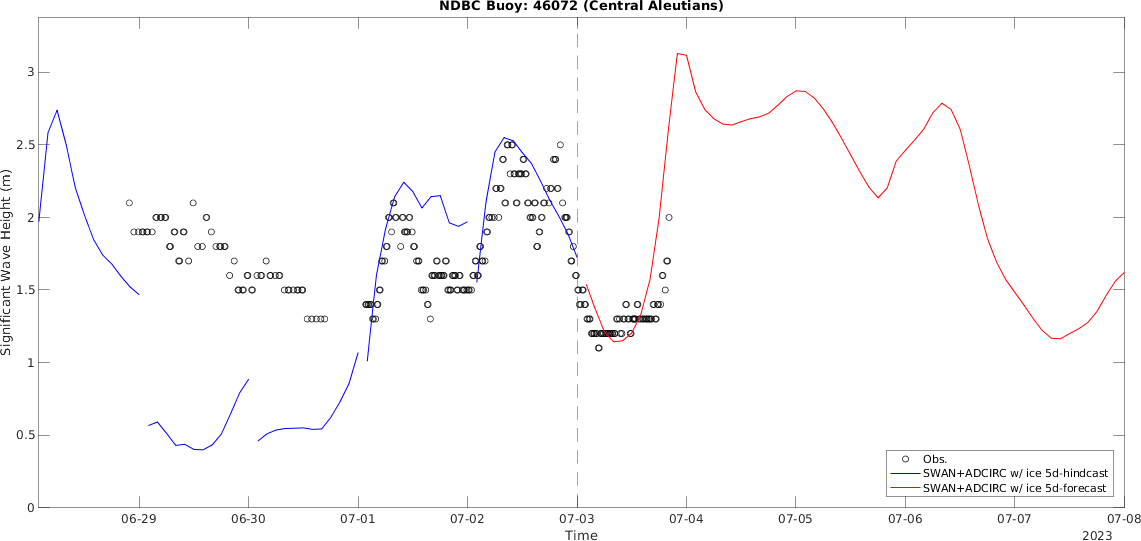 NDBC Buoy: 46072 (Central Aleutians)
Significant Wave Height (m)
3
2.5
2
1.5
1
0.5
0
Obs.
SWAN+ADCIRC w/ ice 5d-hindcast
SWAN+ADCIRC w/ ice 5d-forecast
06-29 06-30 07-01 07-02 07-03 07-04 07-05 07-06 07-07 07-08
Time
2023